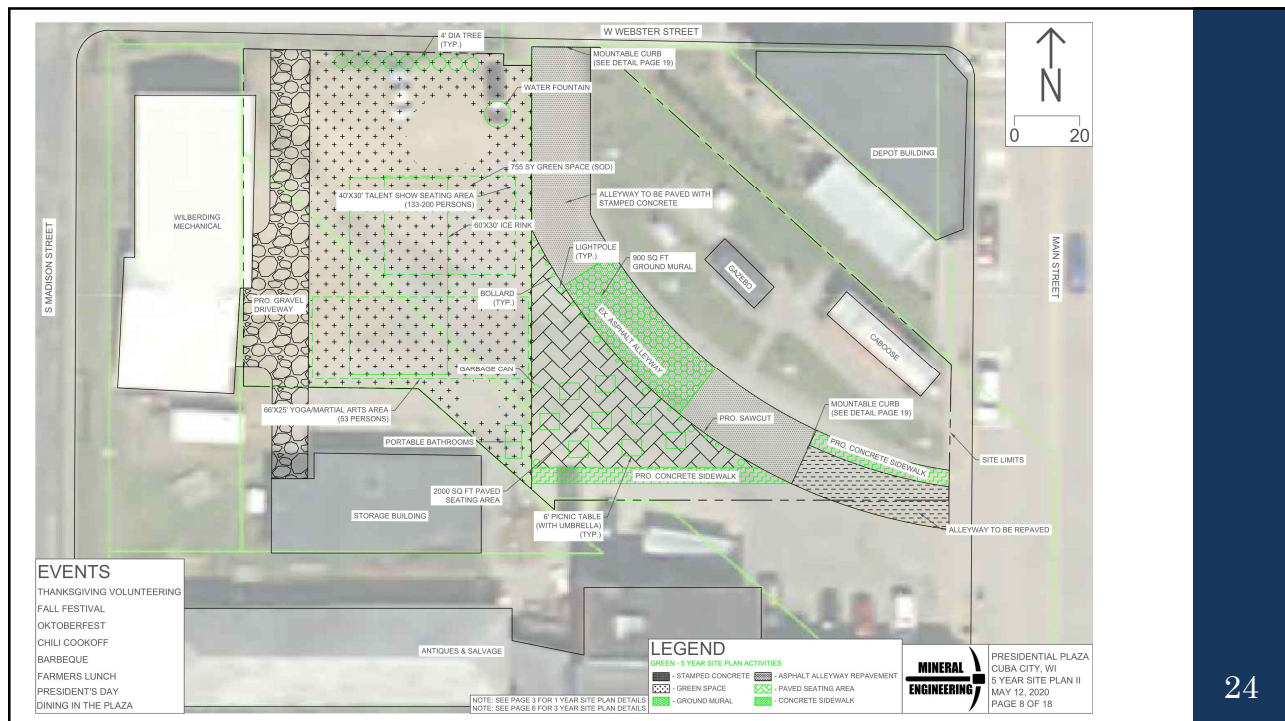 W WEBSTER STREET
4' DIA TREE
(TYP.)
MOUNTABLE CURB
(SEE DETAIL PAGE 19)
N
0 20
WATER FOUNTAIN
DEPOT BUILDING
755 SY GREEN SPACE (SOD)
40'X30' TALENT SHOW SEATING AREA
(133-200 PERSONS)
ALLEYWAY TO BE PAVED WITH
STAMPED CONCRETE
WILBERDING
MECHANICAL
60'X30' ICE RINK
S MADISON STREET
MAIN STREET
LIGHTPOLE
(TYP.)
900 SQ FT
GROUND MURAL
GAZEBO
BOLLARD
(TYP.)
PRO. GRAVEL
DRIVEWAY
EX. ASPHALT ALLEYWAY
CABOOSE
GARBAGE CAN
66'X25' YOGA/MARTIAL ARTS AREA
(53 PERSONS)
MOUNTABLE CURB
(SEE DETAIL PAGE 19)
PRO. SAWCUT
PORTABLE BATHROOMS
PRO. CONCRETE SIDEWALK
SITE LIMITS
PRO. CONCRETE SIDEWALK
2000 SQ FT PAVED
SEATING AREA
STORAGE BUILDING
6' PICNIC TABLE
(WITH UMBRELLA)
(TYP.)
ALLEYWAY TO BE REPAVED
EVENTS
THANKSGIVING VOLUNTEERING
FALL FESTIVAL
OKTOBERFEST
CHILI COOKOFF
BARBEQUE
FARMERS LUNCH
PRESIDENT'S DAY
DINING IN THE PLAZA
ANTIQUES & SALVAGE
NOTE: SEE PAGE 3 FOR 1 YEAR SITE PLAN DETAILS
NOTE: SEE PAGE 6 FOR 3 YEAR SITE PLAN DETAILS
LEGEND
GREEN - 5 YEAR SITE PLAN ACTIVITIES
- STAMPED CONCRETE - ASPHALT ALLEYWAY REPAVEMENT
- GREEN SPACE - PAVED SEATING AREA
- GROUND MURAL - CONCRETE SIDEWALK
MINERAL
ENGINEERING
PRESIDENTIAL PLAZA
CUBA CITY, WI
5 YEAR SITE PLAN II
MAY 12, 2020
PAGE 8 OF 18
24